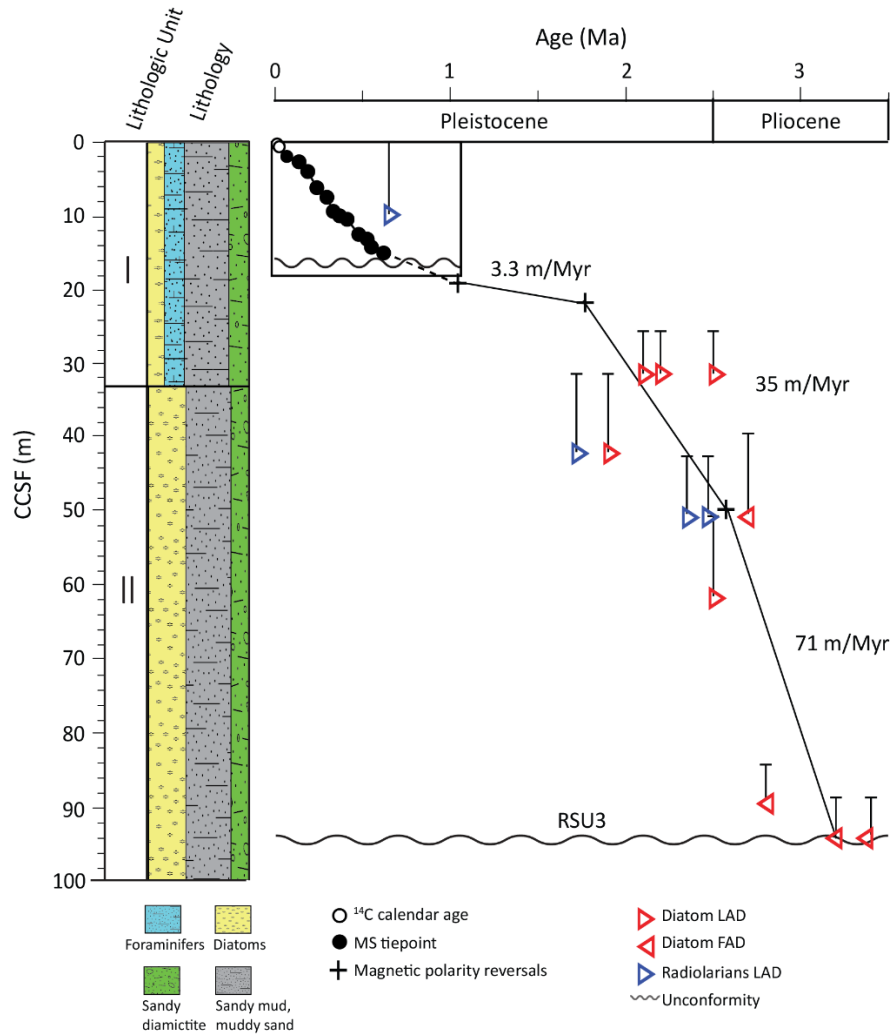 Lithologic Unit
Lithology
Age (Ma)
0 1 2 3
Pleistocene Pliocene
CCSF (m)
0
10
20
30
40
50
60
70
80
90
100
I
II
3.3 m/Myr
35 m/Myr
71 m/Myr
RSU3
Foraminifers
Diatoms
Sandy
diamictite
Sandy mud,
muddy sand
¹⁴C calendar age
MS tiepoint
Magnetic polarity reversals
Diatom LAD
Diatom FAD
Radiolarians LAD
Unconformity